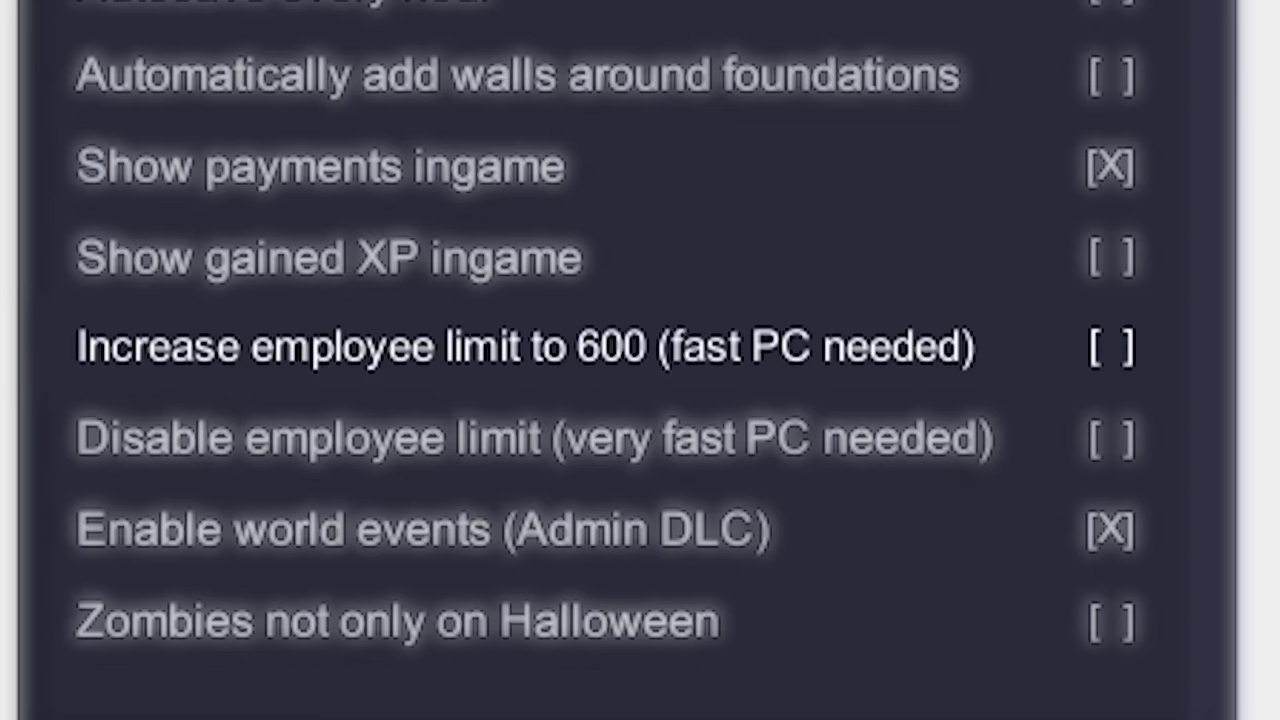 Automatically add walls around foundations [ ]
Show payments ingame [X]
Show gained XP ingame [ ]
Increase employee limit to 600 (fast PC needed) [ ]
Disable employee limit (very fast PC needed) [ ]
Enable world events (Admin DLC) [X]
Zombies not only on Halloween [ ]